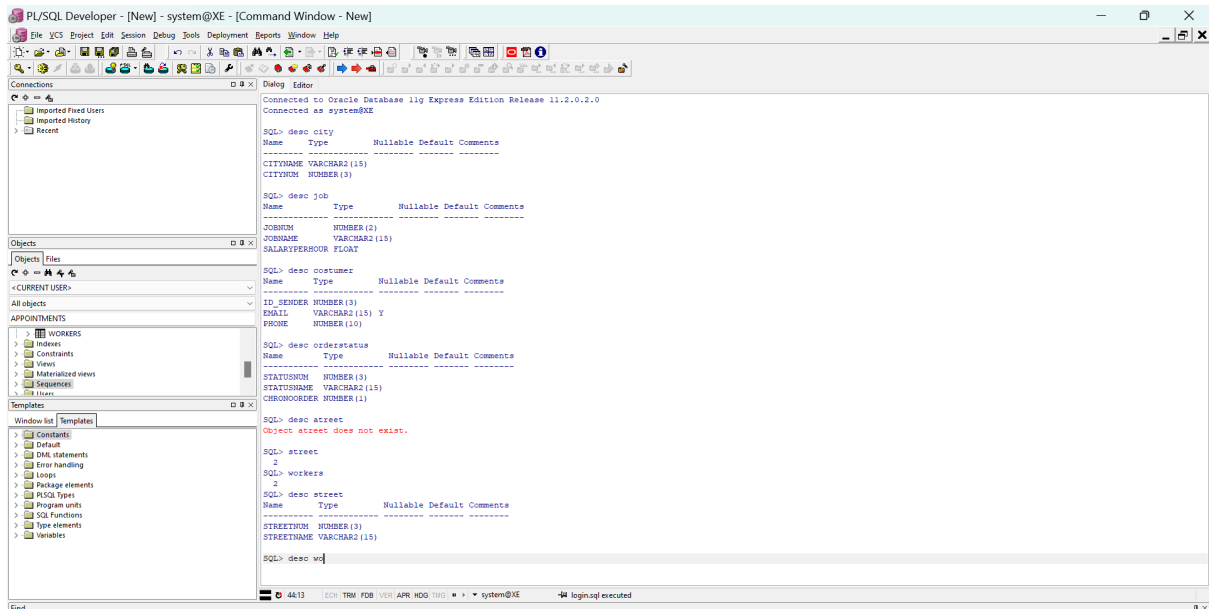 PL/SQL Developer - [New] - system@XE - [Command Window - New]
File VCS Project Edit Session Debug Tools Deployment Reports Window Help
Connections
Imported Fixed Users
Imported History
Recent
Objects
Objects Files
<CURRENT USER>
All objects
APPOINTMENTS
WORKERS
Indexes
Constraints
Views
Materialized views
Sequences
Users
Templates
Window list Templates
Constants
Default
DML statements
Error handling
Loops
Package elements
PLSQL Types
Program units
SQL Functions
Type elements
Variables
Dialog Editor
Connected to Oracle Database 11g Express Edition Release 11.2.0.2.0
Connected as system@XE
SQL> desc city
Name Type Nullable Default Comments
-------- ------------ -------- ------- --------
CITYNAME VARCHAR2(15)
CITYNUM NUMBER(3)
SQL> desc job
Name Type Nullable Default Comments
------------- ------------ -------- ------- --------
JOBNUM NUMBER(2)
JOBNAME VARCHAR2(15)
SALARYPERHOUR FLOAT
SQL> desc costumer
Name Type Nullable Default Comments
--------- ------------ -------- ------- --------
ID_SENDER NUMBER(3)
EMAIL VARCHAR2(15) Y
PHONE NUMBER(10)
SQL> desc orderstatus
Name Type Nullable Default Comments
----------- ------------ -------- ------- --------
STATUSNUM NUMBER(3)
STATUSNAME VARCHAR2(15)
CHRONOORDER NUMBER(1)
SQL> desc atreet
Object atreet does not exist.
SQL> street
2
SQL> workers
2
SQL> desc street
Name Type Nullable Default Comments
---------- ------------ -------- ------- --------
STREETNUM NUMBER(3)
STREETNAME VARCHAR2(15)
SQL> desc wo
44:13 ECH TRM FDB VER APR HDG TMG system@XE login.sql executed
Find